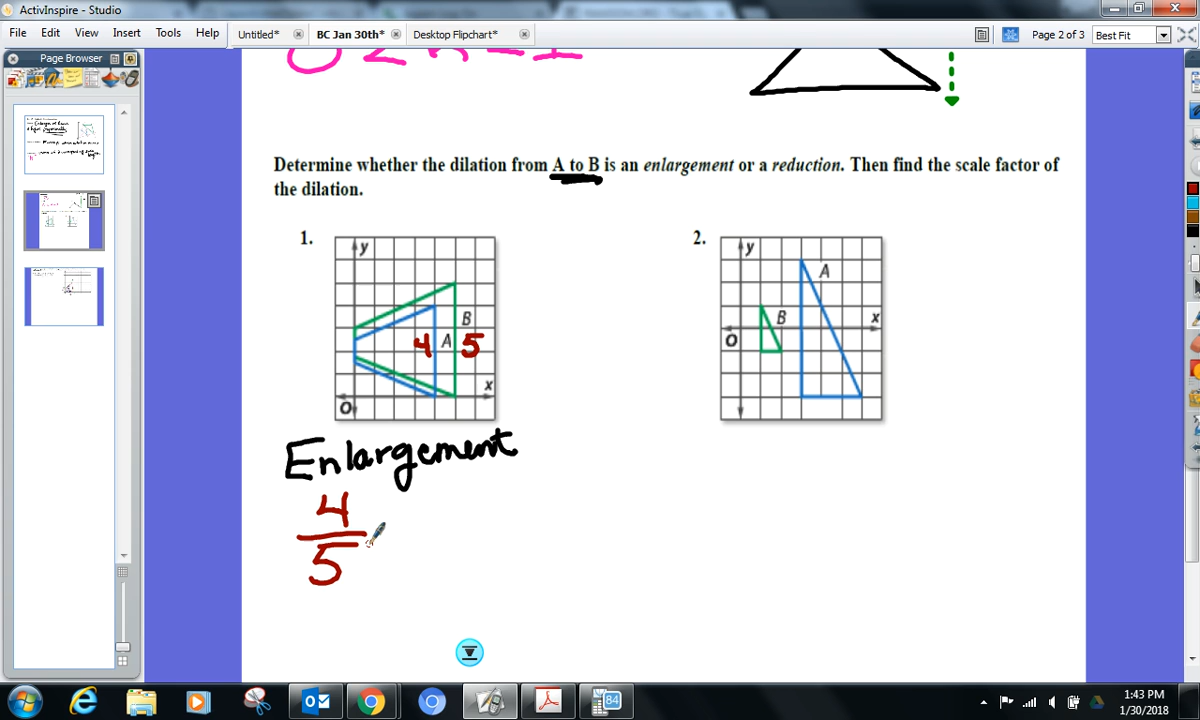 ActivInspire - Studio
File Edit View Insert Tools Help
Untitled* BC Jan 30th* Desktop Flipchart*
Page 2 of 3 Best Fit
Page Browser
Determine whether the dilation from A to B is an enlargement or a reduction. Then find the scale factor of
the dilation.
1.
y
B
4 A 5
x
O
2.
y
A
B
x
O
Enlargement
4
5
84
1:43 PM
1/30/2018